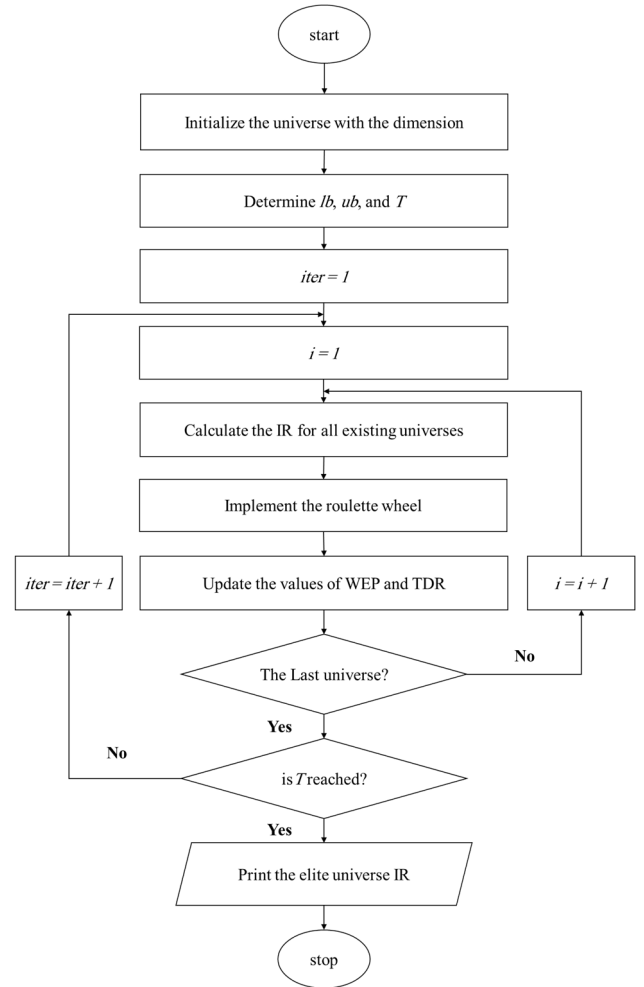 start
Initialize the universe with the dimension
Determine lb, ub, and T
iter = 1
i = 1
Calculate the IR for all existing universes
Implement the roulette wheel
iter = iter + 1
Update the values of WEP and TDR
i = i + 1
The Last universe?
No
Yes
No
is T reached?
Yes
Print the elite universe IR
stop